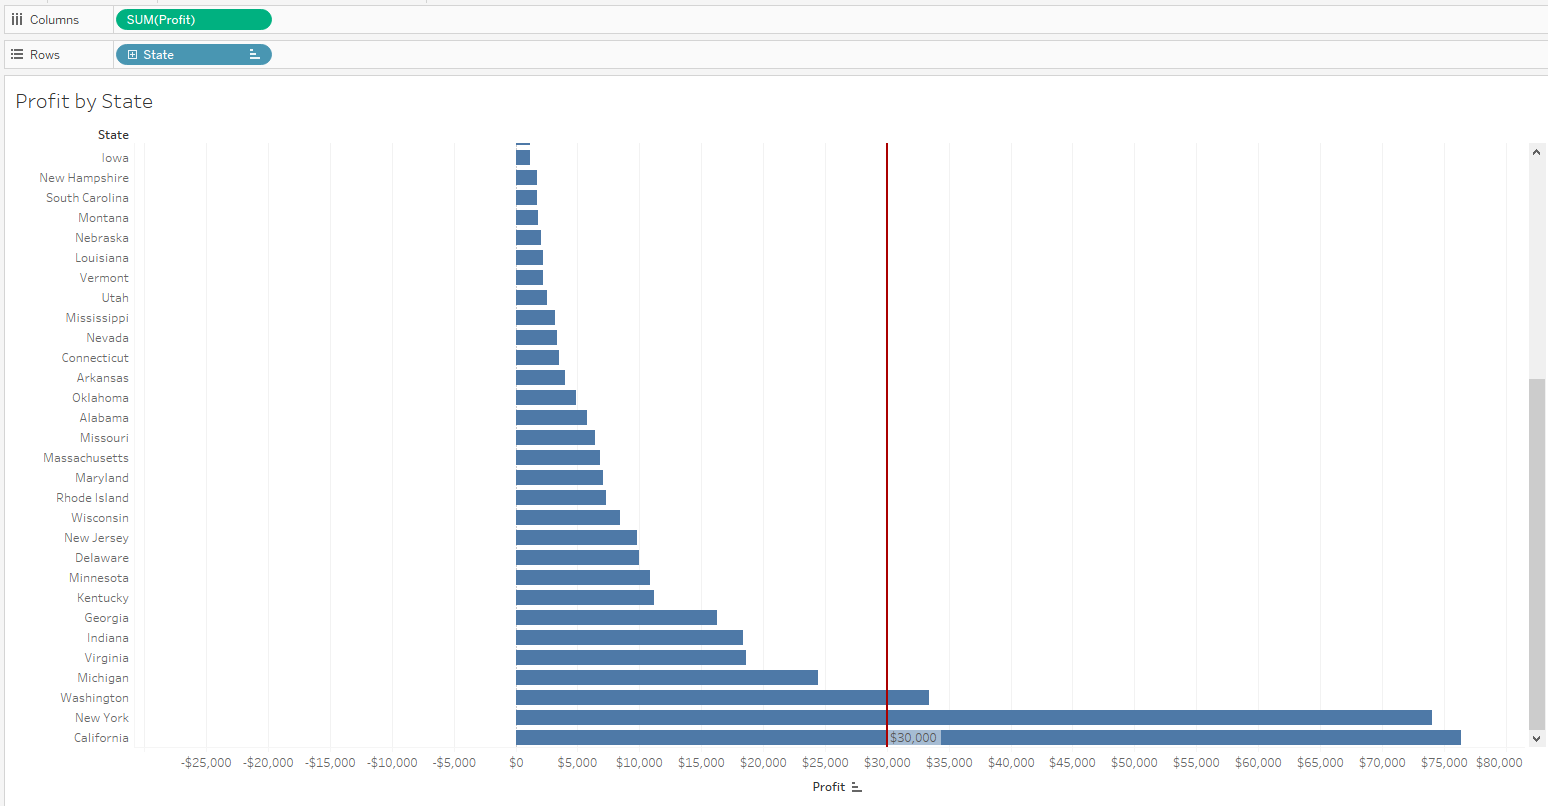 Columns SUM(Profit)
Rows State
Profit by State
State
Iowa
New Hampshire
South Carolina
Montana
Nebraska
Louisiana
Vermont
Utah
Mississippi
Nevada
Connecticut
Arkansas
Oklahoma
Alabama
Missouri
Massachusetts
Maryland
Rhode Island
Wisconsin
New Jersey
Delaware
Minnesota
Kentucky
Georgia
Indiana
Virginia
Michigan
Washington
New York
California $30,000
-$25,000 -$20,000 -$15,000 -$10,000 -$5,000 $0 $5,000 $10,000 $15,000 $20,000 $25,000 $30,000 $35,000 $40,000 $45,000 $50,000 $55,000 $60,000 $65,000 $70,000 $75,000 $80,000
Profit